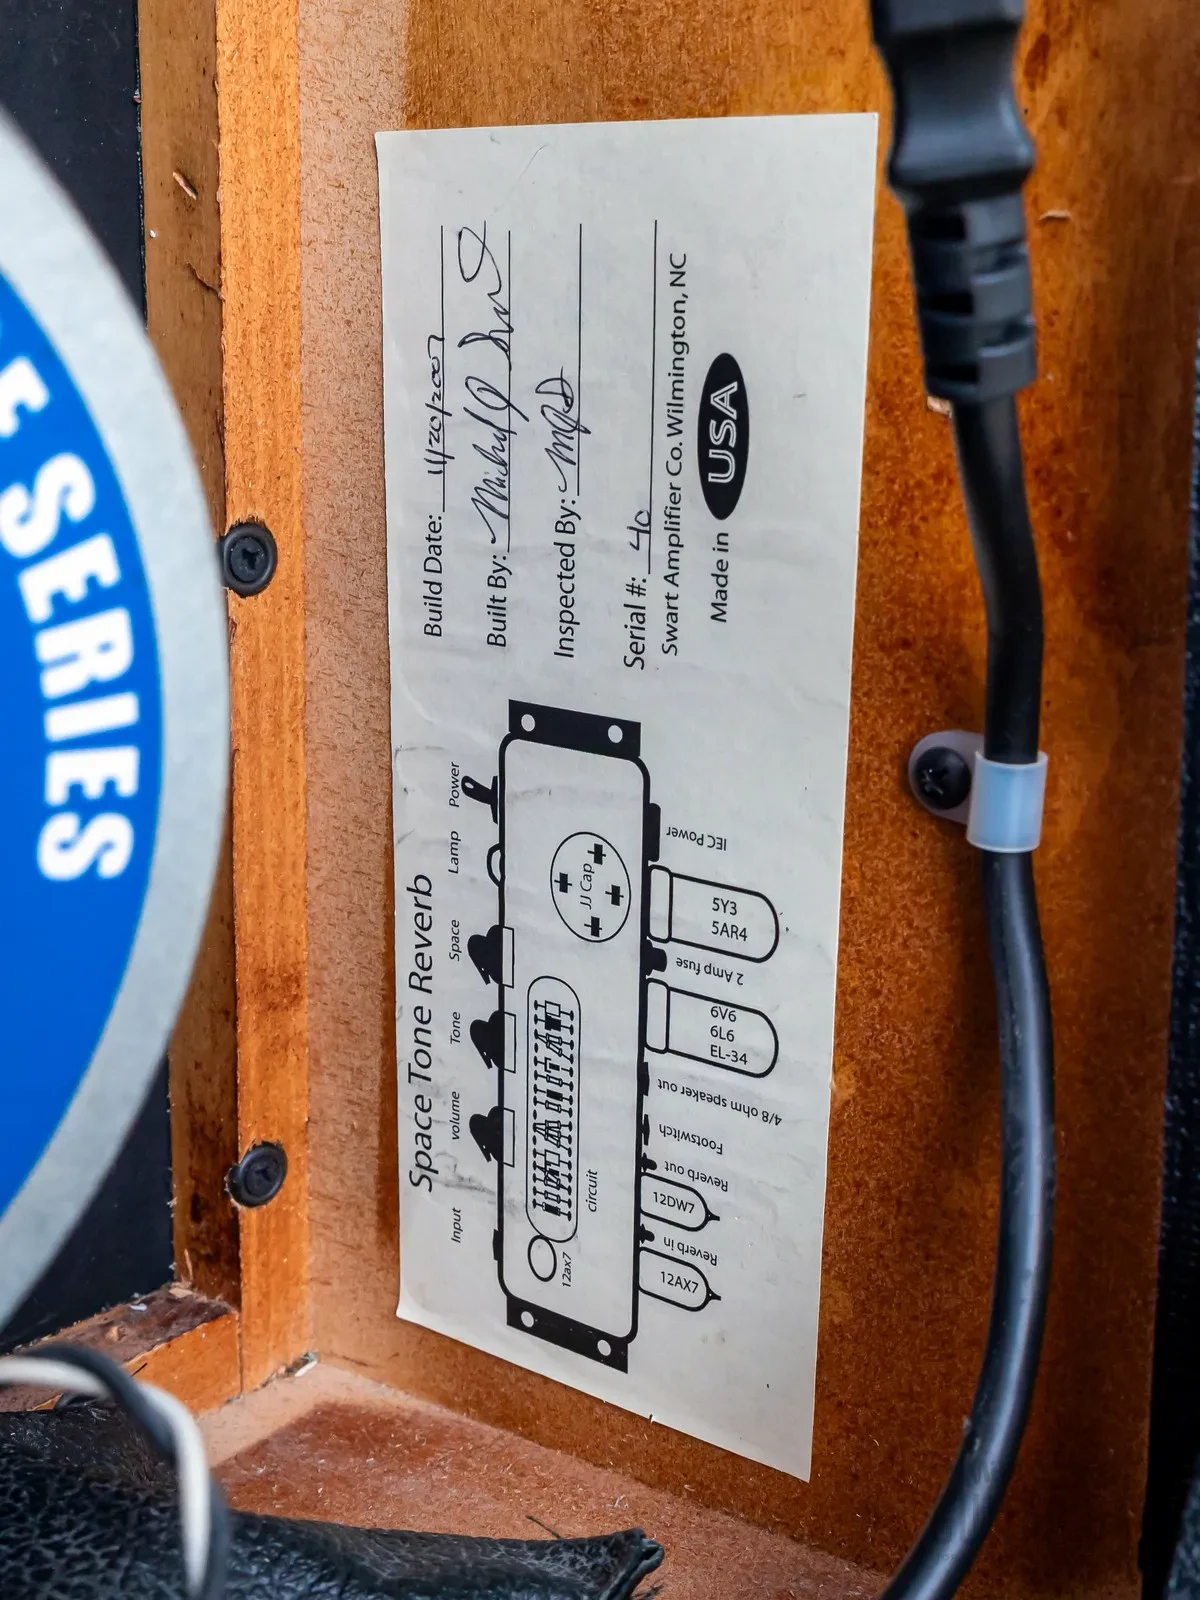 SERIES
Space Tone Reverb
Input volume Tone Space Lamp Power
12ax7
circuit
JJ Cap
12AX7
Reverb in
12DW7
Reverb out
Footswitch
4/8 ohm speaker out
6V6
6L6
EL-34
2 Amp fuse
5Y3
5AR4
IEC Power
Build Date: 11/20/2007
Built By: Michael
Inspected By:
Serial #: 40
Swart Amplifier Co. Wilmington, NC
Made in USA